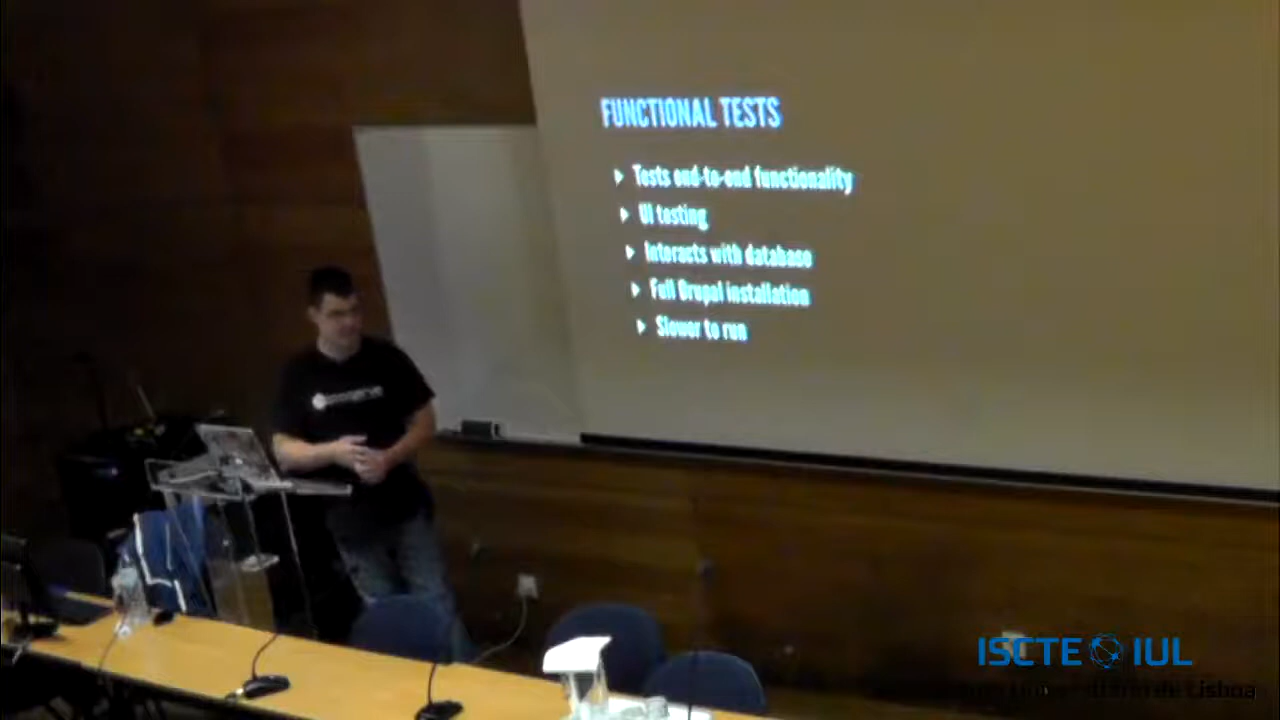 FUNCTIONAL TESTS
Tests end-to-end functionality
UI testing
Interacts with database
Full Drupal installation
Slower to run
ISCTE IUL
Lisboa